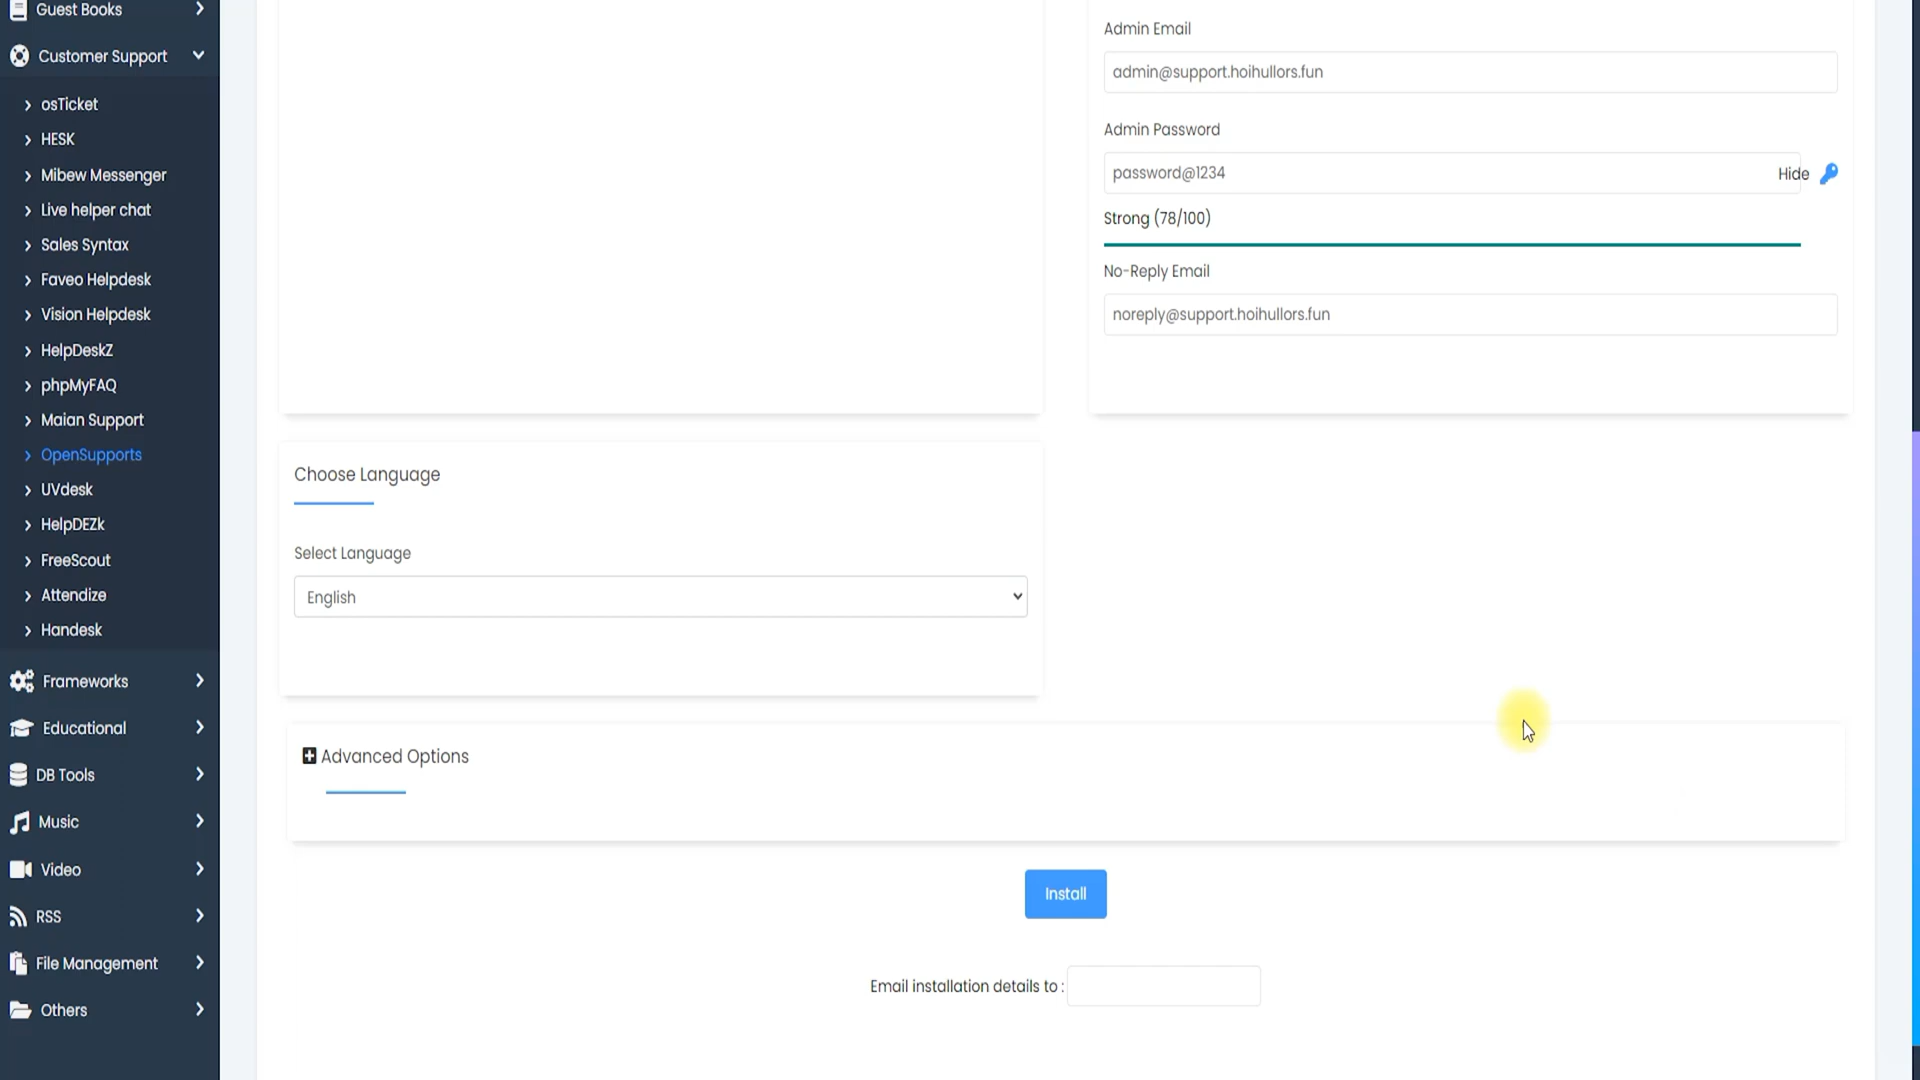 Guest Books
Customer Support
osTicket
HESK
Mibew Messenger
Live helper chat
Sales Syntax
Faveo Helpdesk
Vision Helpdesk
HelpDeskZ
phpMyFAQ
Maian Support
OpenSupports
UVdesk
HelpDEZk
FreeScout
Attendize
Handesk
Frameworks
Educational
DB Tools
Music
Video
RSS
File Management
Others
Admin Email
admin@support.hoihullors.fun
Admin Password
password@1234
Hide
Strong (78/100)
No-Reply Email
noreply@support.hoihullors.fun
Choose Language
Select Language
English
Advanced Options
Install
Email installation details to :